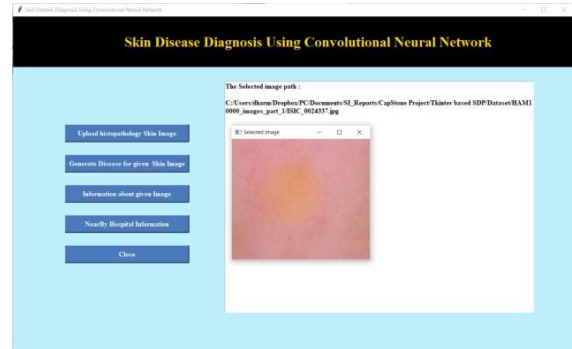 Skin Disease Diagnosis Using Convolutional Neural Network
Skin Disease Diagnosis Using Convolutional Neural Network
The Selected image path :
C:/Users/dkarm/Dropbox/PC/Documents/SI_Reports/CapStone Project/Tkinter based SDP/Dataset/HAM1
0000_images_part_1/ISIC_0024337.jpg
Selected Image
Upload histopathology Skin Image
Generate Disease for given Skin Image
Information about given Image
NearBy Hospital Information
Close